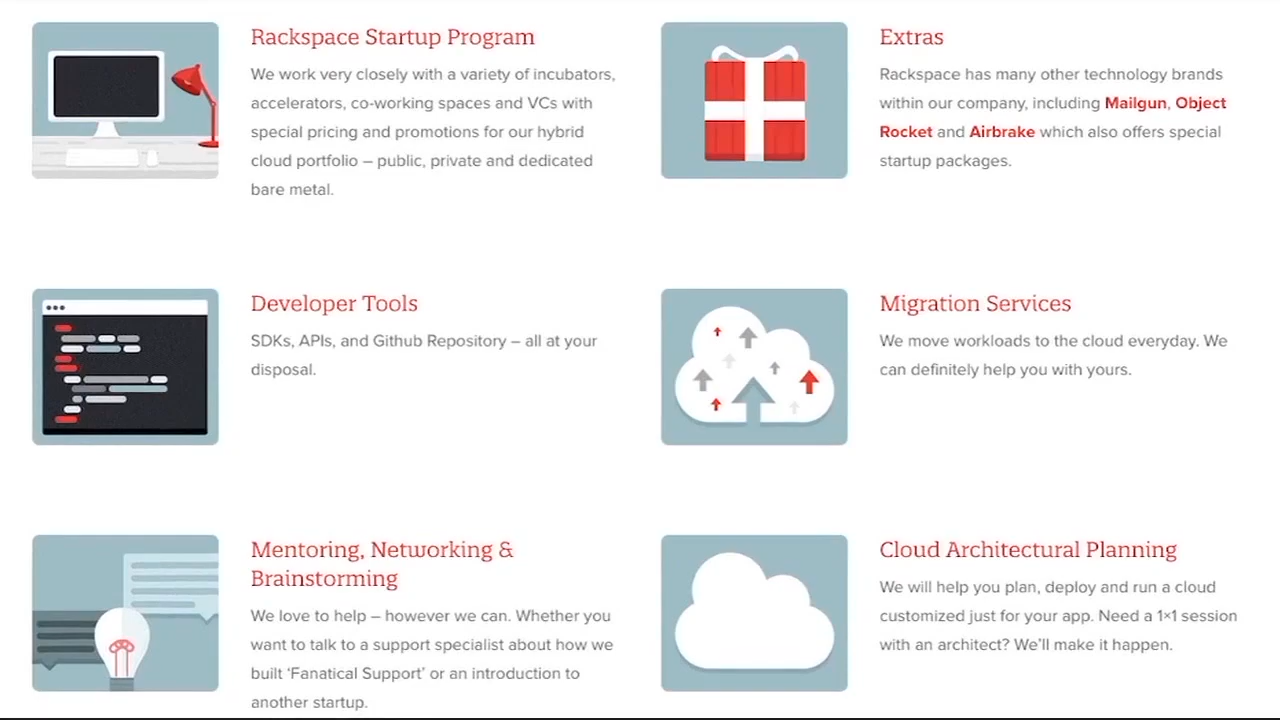 Rackspace Startup Program
We work very closely with a variety of incubators,
accelerators, co-working spaces and VCs with
special pricing and promotions for our hybrid
cloud portfolio – public, private and dedicated
bare metal.
Extras
Rackspace has many other technology brands
within our company, including Mailgun, Object
Rocket and Airbrake which also offers special
startup packages.
Developer Tools
SDKs, APIs, and Github Repository – all at your
disposal.
Migration Services
We move workloads to the cloud everyday. We
can definitely help you with yours.
Mentoring, Networking &
Brainstorming
We love to help – however we can. Whether you
want to talk to a support specialist about how we
built ‘Fanatical Support’ or an introduction to
another startup.
Cloud Architectural Planning
We will help you plan, deploy and run a cloud
customized just for your app. Need a 1×1 session
with an architect? We’ll make it happen.